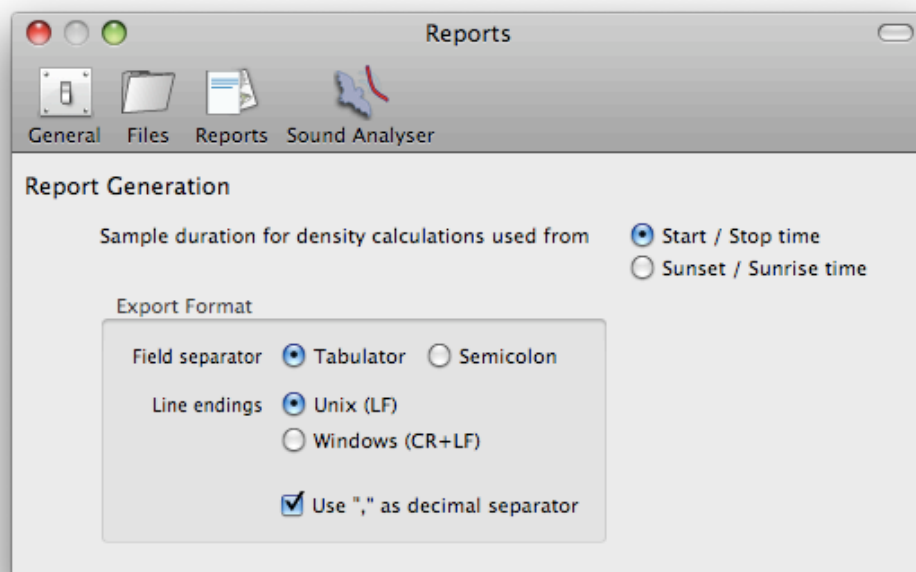 Reports
General Files Reports Sound Analyser
Report Generation
Sample duration for density calculations used from Start / Stop time
Sunset / Sunrise time
Export Format
Field separator Tabulator Semicolon
Line endings Unix (LF)
Windows (CR+LF)
Use "," as decimal separator